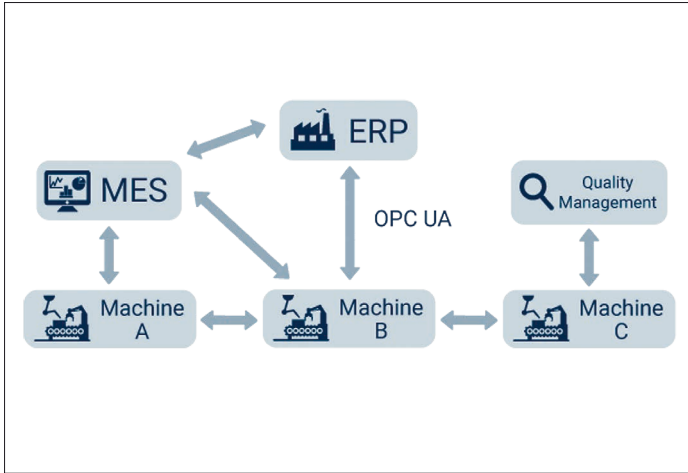 ERP
MES
Quality
Management
OPC UA
Machine
A
Machine
B
Machine
C